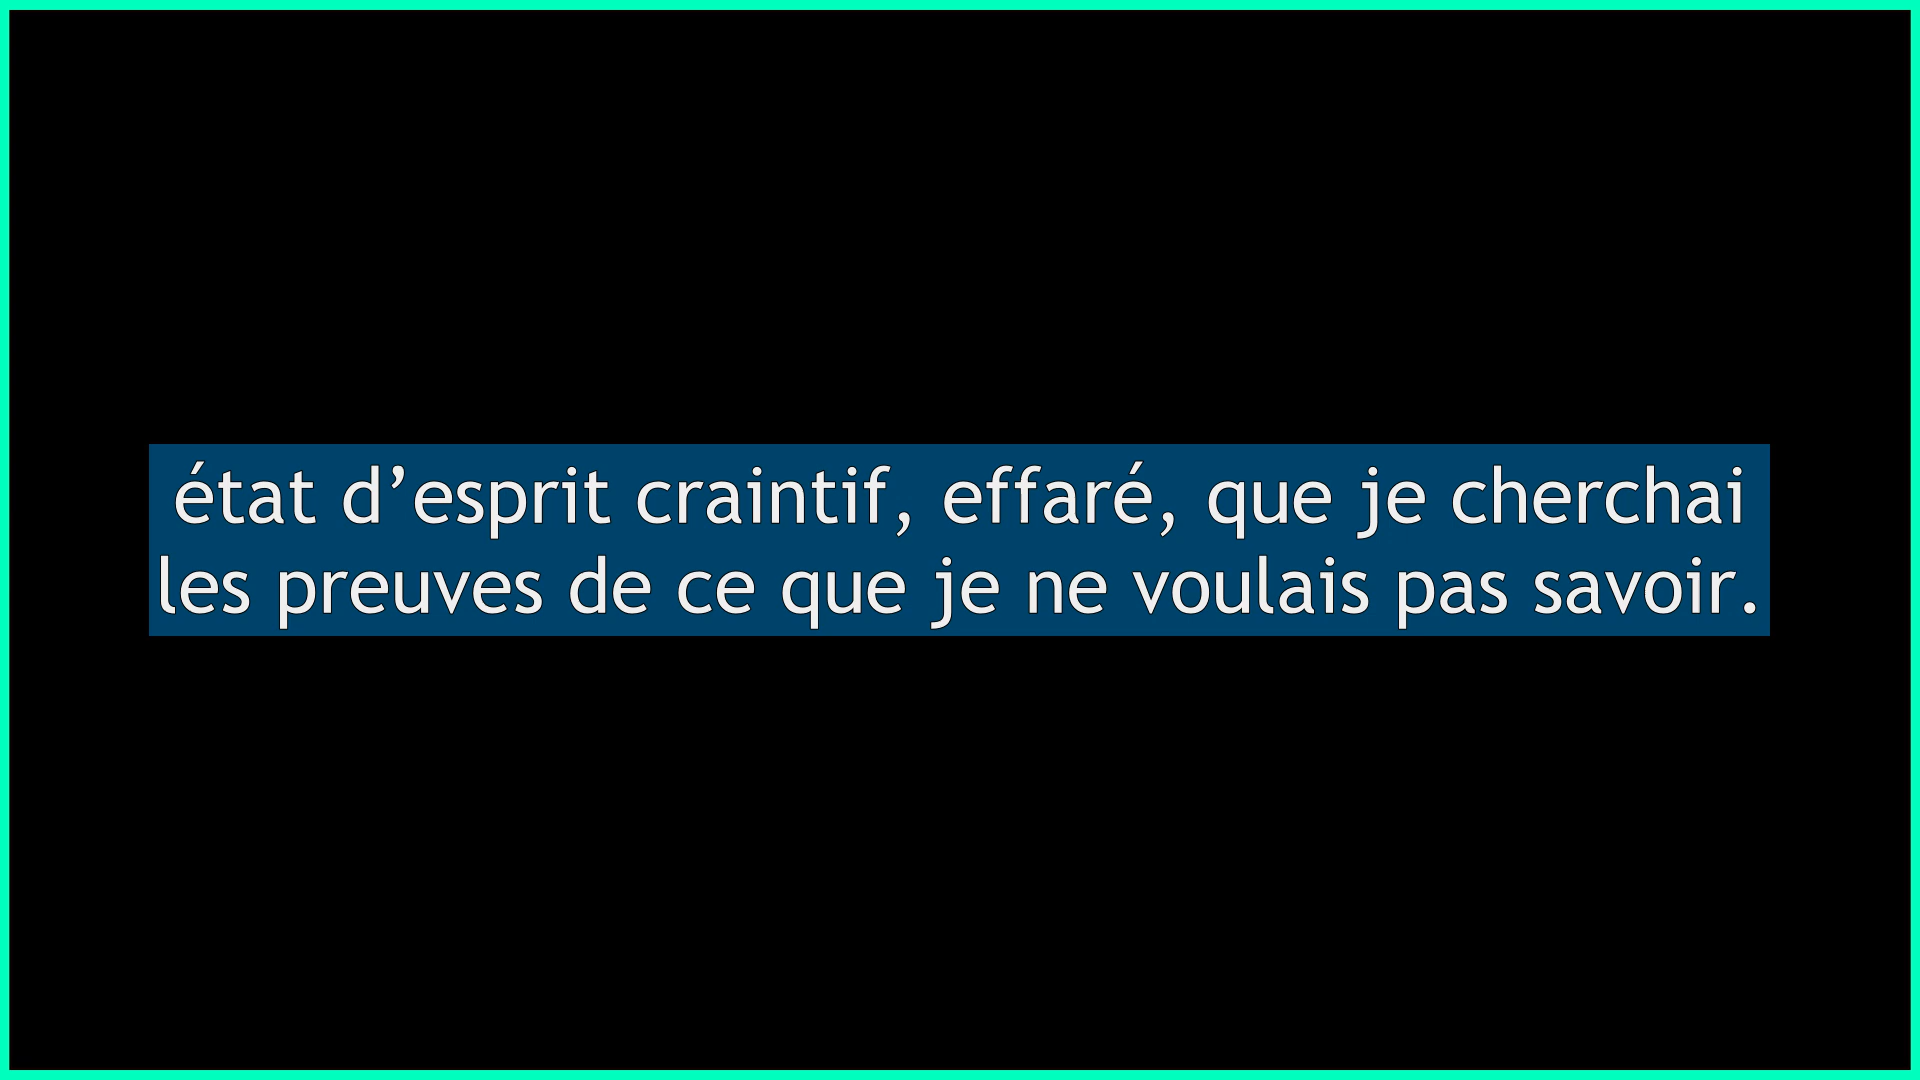 état d’esprit craintif, effaré, que je cherchai
les preuves de ce que je ne voulais pas savoir.